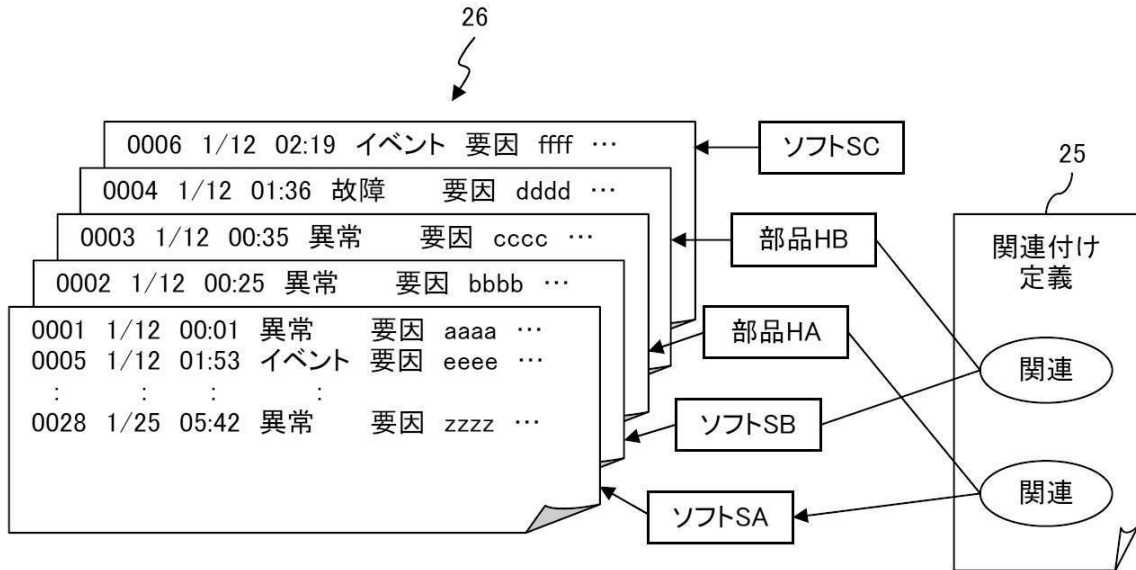 26
0006 1/12 02:19 イベント 要因 ffff …
0004 1/12 01:36 故障 要因 dddd …
0003 1/12 00:35 異常 要因 cccc …
0002 1/12 00:25 異常 要因 bbbb …
0001 1/12 00:01 異常 要因 aaaa …
0005 1/12 01:53 イベント 要因 eeee …
: : : :
0028 1/25 05:42 異常 要因 zzzz …
ソフトSC
部品HB
部品HA
ソフトSB
ソフトSA
25
関連付け
定義
関連
関連